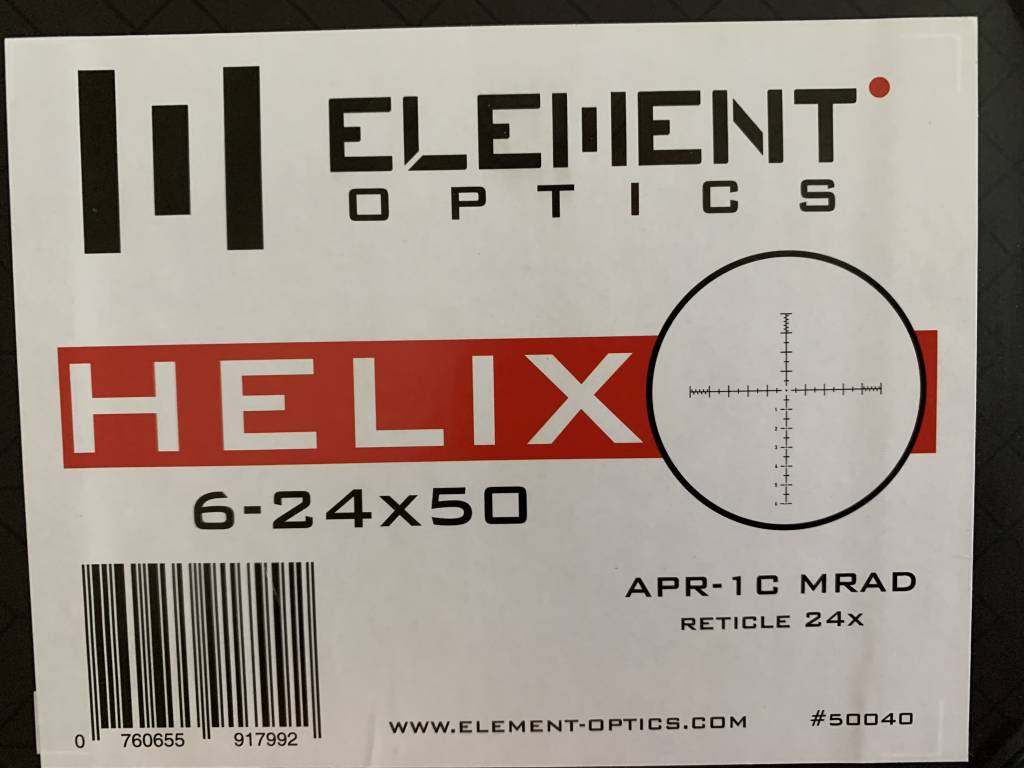 ELEMENT
OPTICS
HELIX
6-24x50
APR-1C MRAD
RETICLE 24x
WWW.ELEMENT-OPTICS.COM #50040
0 760655 917992